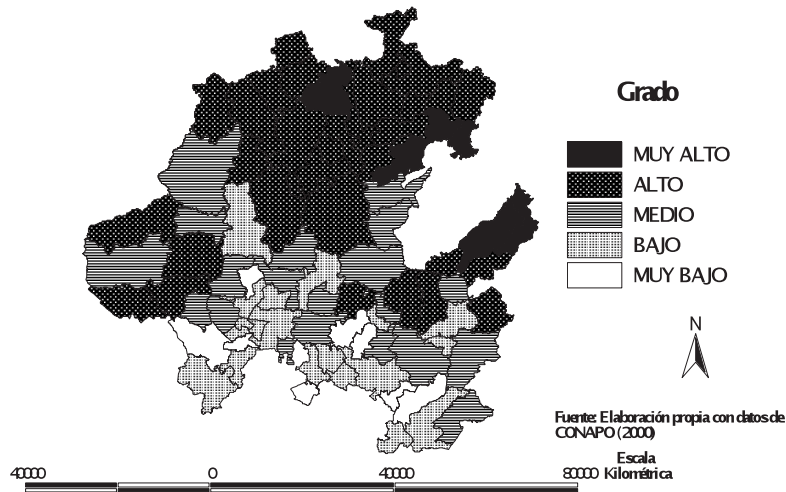 Grado
MUY ALTO
ALTO
MEDIO
BAJO
MUY BAJO
N
Fuente: Elaboración propia con datos de
CONAPO (2000)
Escala
40000 0 40000 80000 Kilométrica